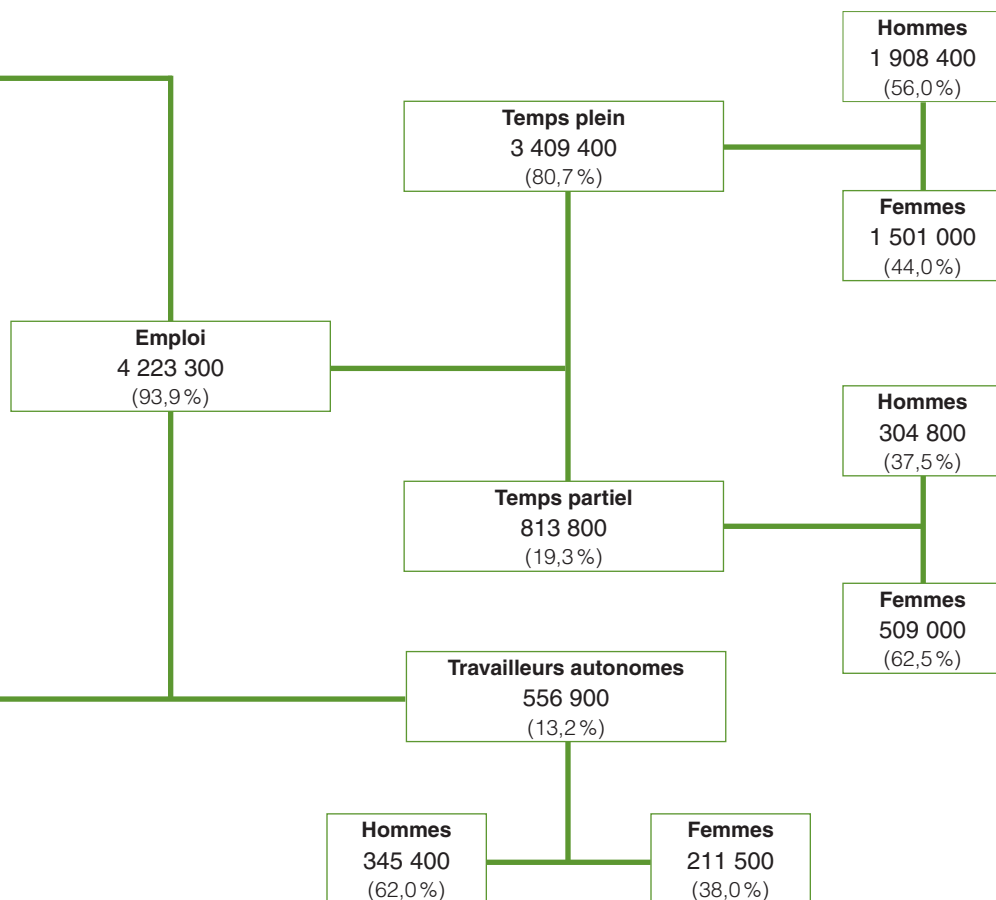 Hommes
1 908 400
(56,0 %)
Temps plein
3 409 400
(80,7 %)
Femmes
1 501 000
(44,0 %)
Emploi
4 223 300
(93,9 %)
Hommes
304 800
(37,5 %)
Temps partiel
813 800
(19,3 %)
Femmes
509 000
(62,5 %)
Travailleurs autonomes
556 900
(13,2 %)
Hommes
345 400
(62,0 %)
Femmes
211 500
(38,0 %)